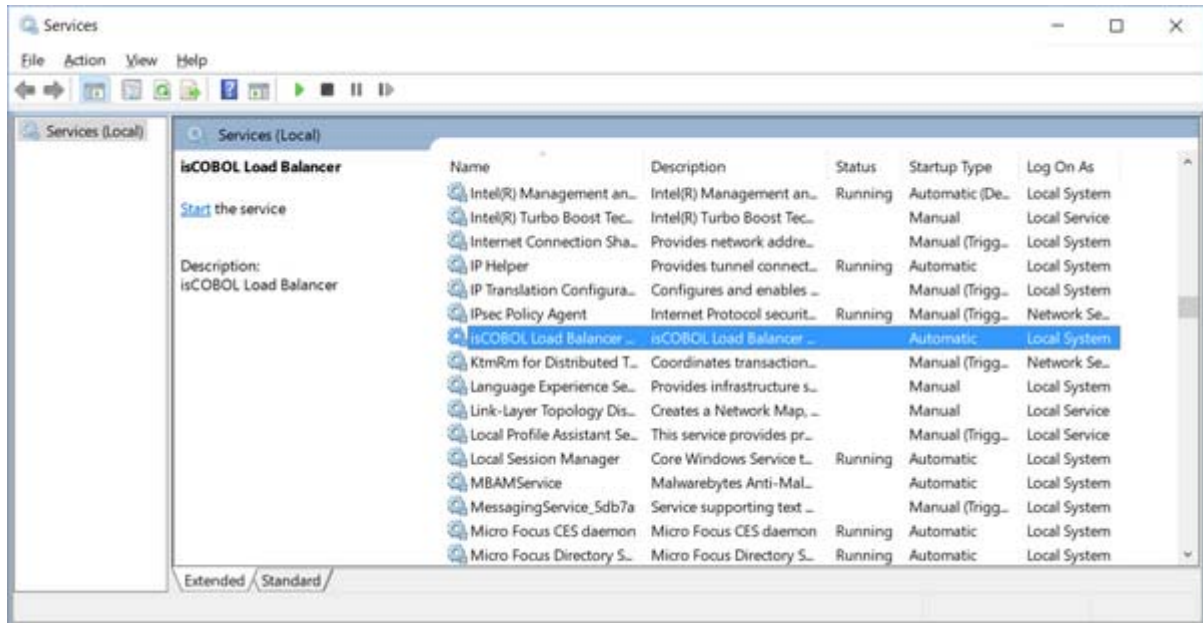 Services
File Action View Help
Services (Local)
Services (Local)
isCOBOL Load Balancer
Start the service
Description:
isCOBOL Load Balancer
Name Description Status Startup Type Log On As
Intel(R) Management an... Intel(R) Management an... Running Automatic (De... Local System
Intel(R) Turbo Boost Tec... Intel(R) Turbo Boost Tec... Manual Local Service
Internet Connection Sha... Provides network addre... Manual (Trigg... Local System
IP Helper Provides tunnel connect... Running Automatic Local System
IP Translation Configura... Configures and enables ... Manual (Trigg... Local System
IPsec Policy Agent Internet Protocol securit... Running Manual (Trigg... Network Se...
isCOBOL Load Balancer ... isCOBOL Load Balancer ... Automatic Local System
KtmRm for Distributed T... Coordinates transaction... Manual (Trigg... Network Se...
Language Experience Se... Provides infrastructure s... Manual Local System
Link-Layer Topology Dis... Creates a Network Map, ... Manual Local Service
Local Profile Assistant Se... This service provides pr... Manual (Trigg... Local Service
Local Session Manager Core Windows Service t... Running Automatic Local System
MBAMService Malwarebytes Anti-Mal... Automatic Local System
MessagingService_5db7a Service supporting text ... Manual (Trigg... Local System
Micro Focus CES daemon Micro Focus CES daemon Running Automatic Local System
Micro Focus Directory S... Micro Focus Directory S... Running Automatic Local System
Extended Standard